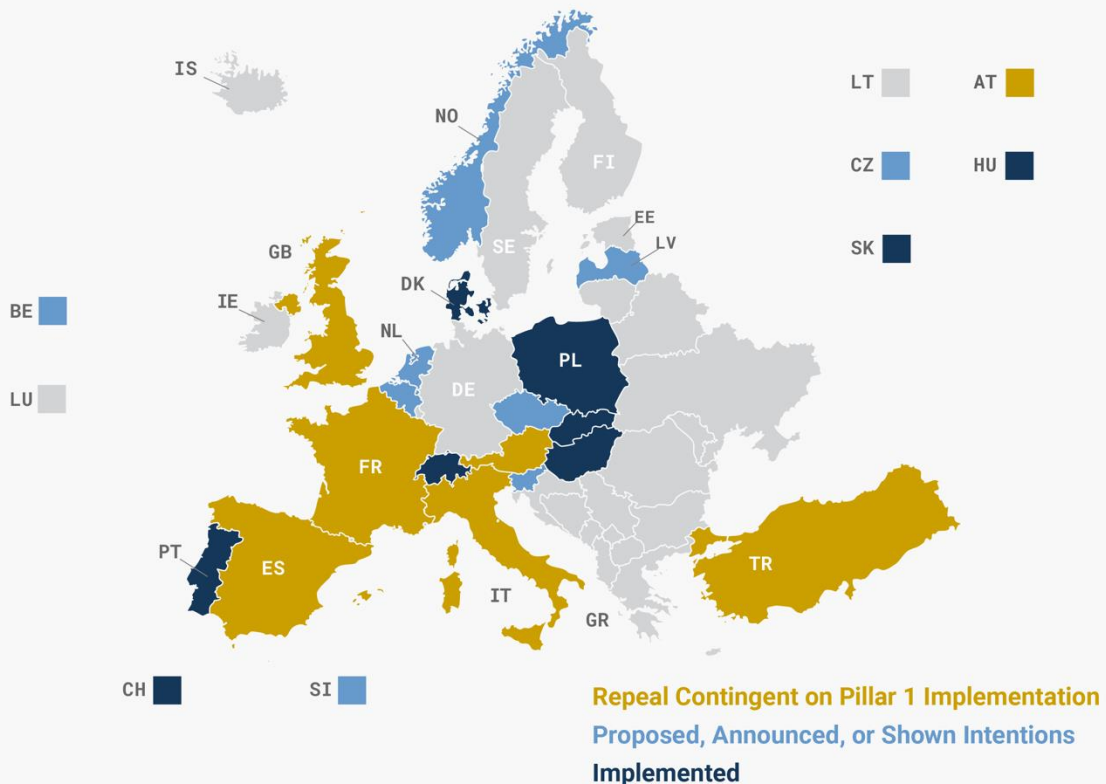 IS
LT
AT
NO
FI
CZ
HU
EE
SE
LV
GB
SK
DK
IE
BE
NL
PL
DE
LU
FR
PT
ES
TR
IT
GR
CH
SI
Repeal Contingent on Pillar 1 Implementation
Proposed, Announced, or Shown Intentions
Implemented